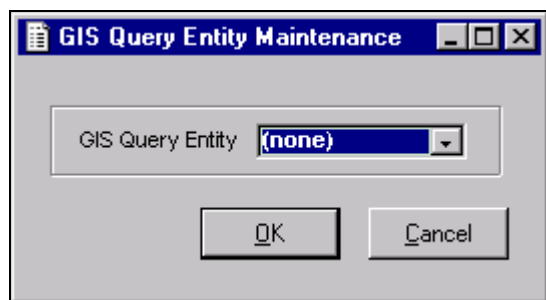 GIS Query Entity Maintenance
GIS Query Entity (none)
OK Cancel